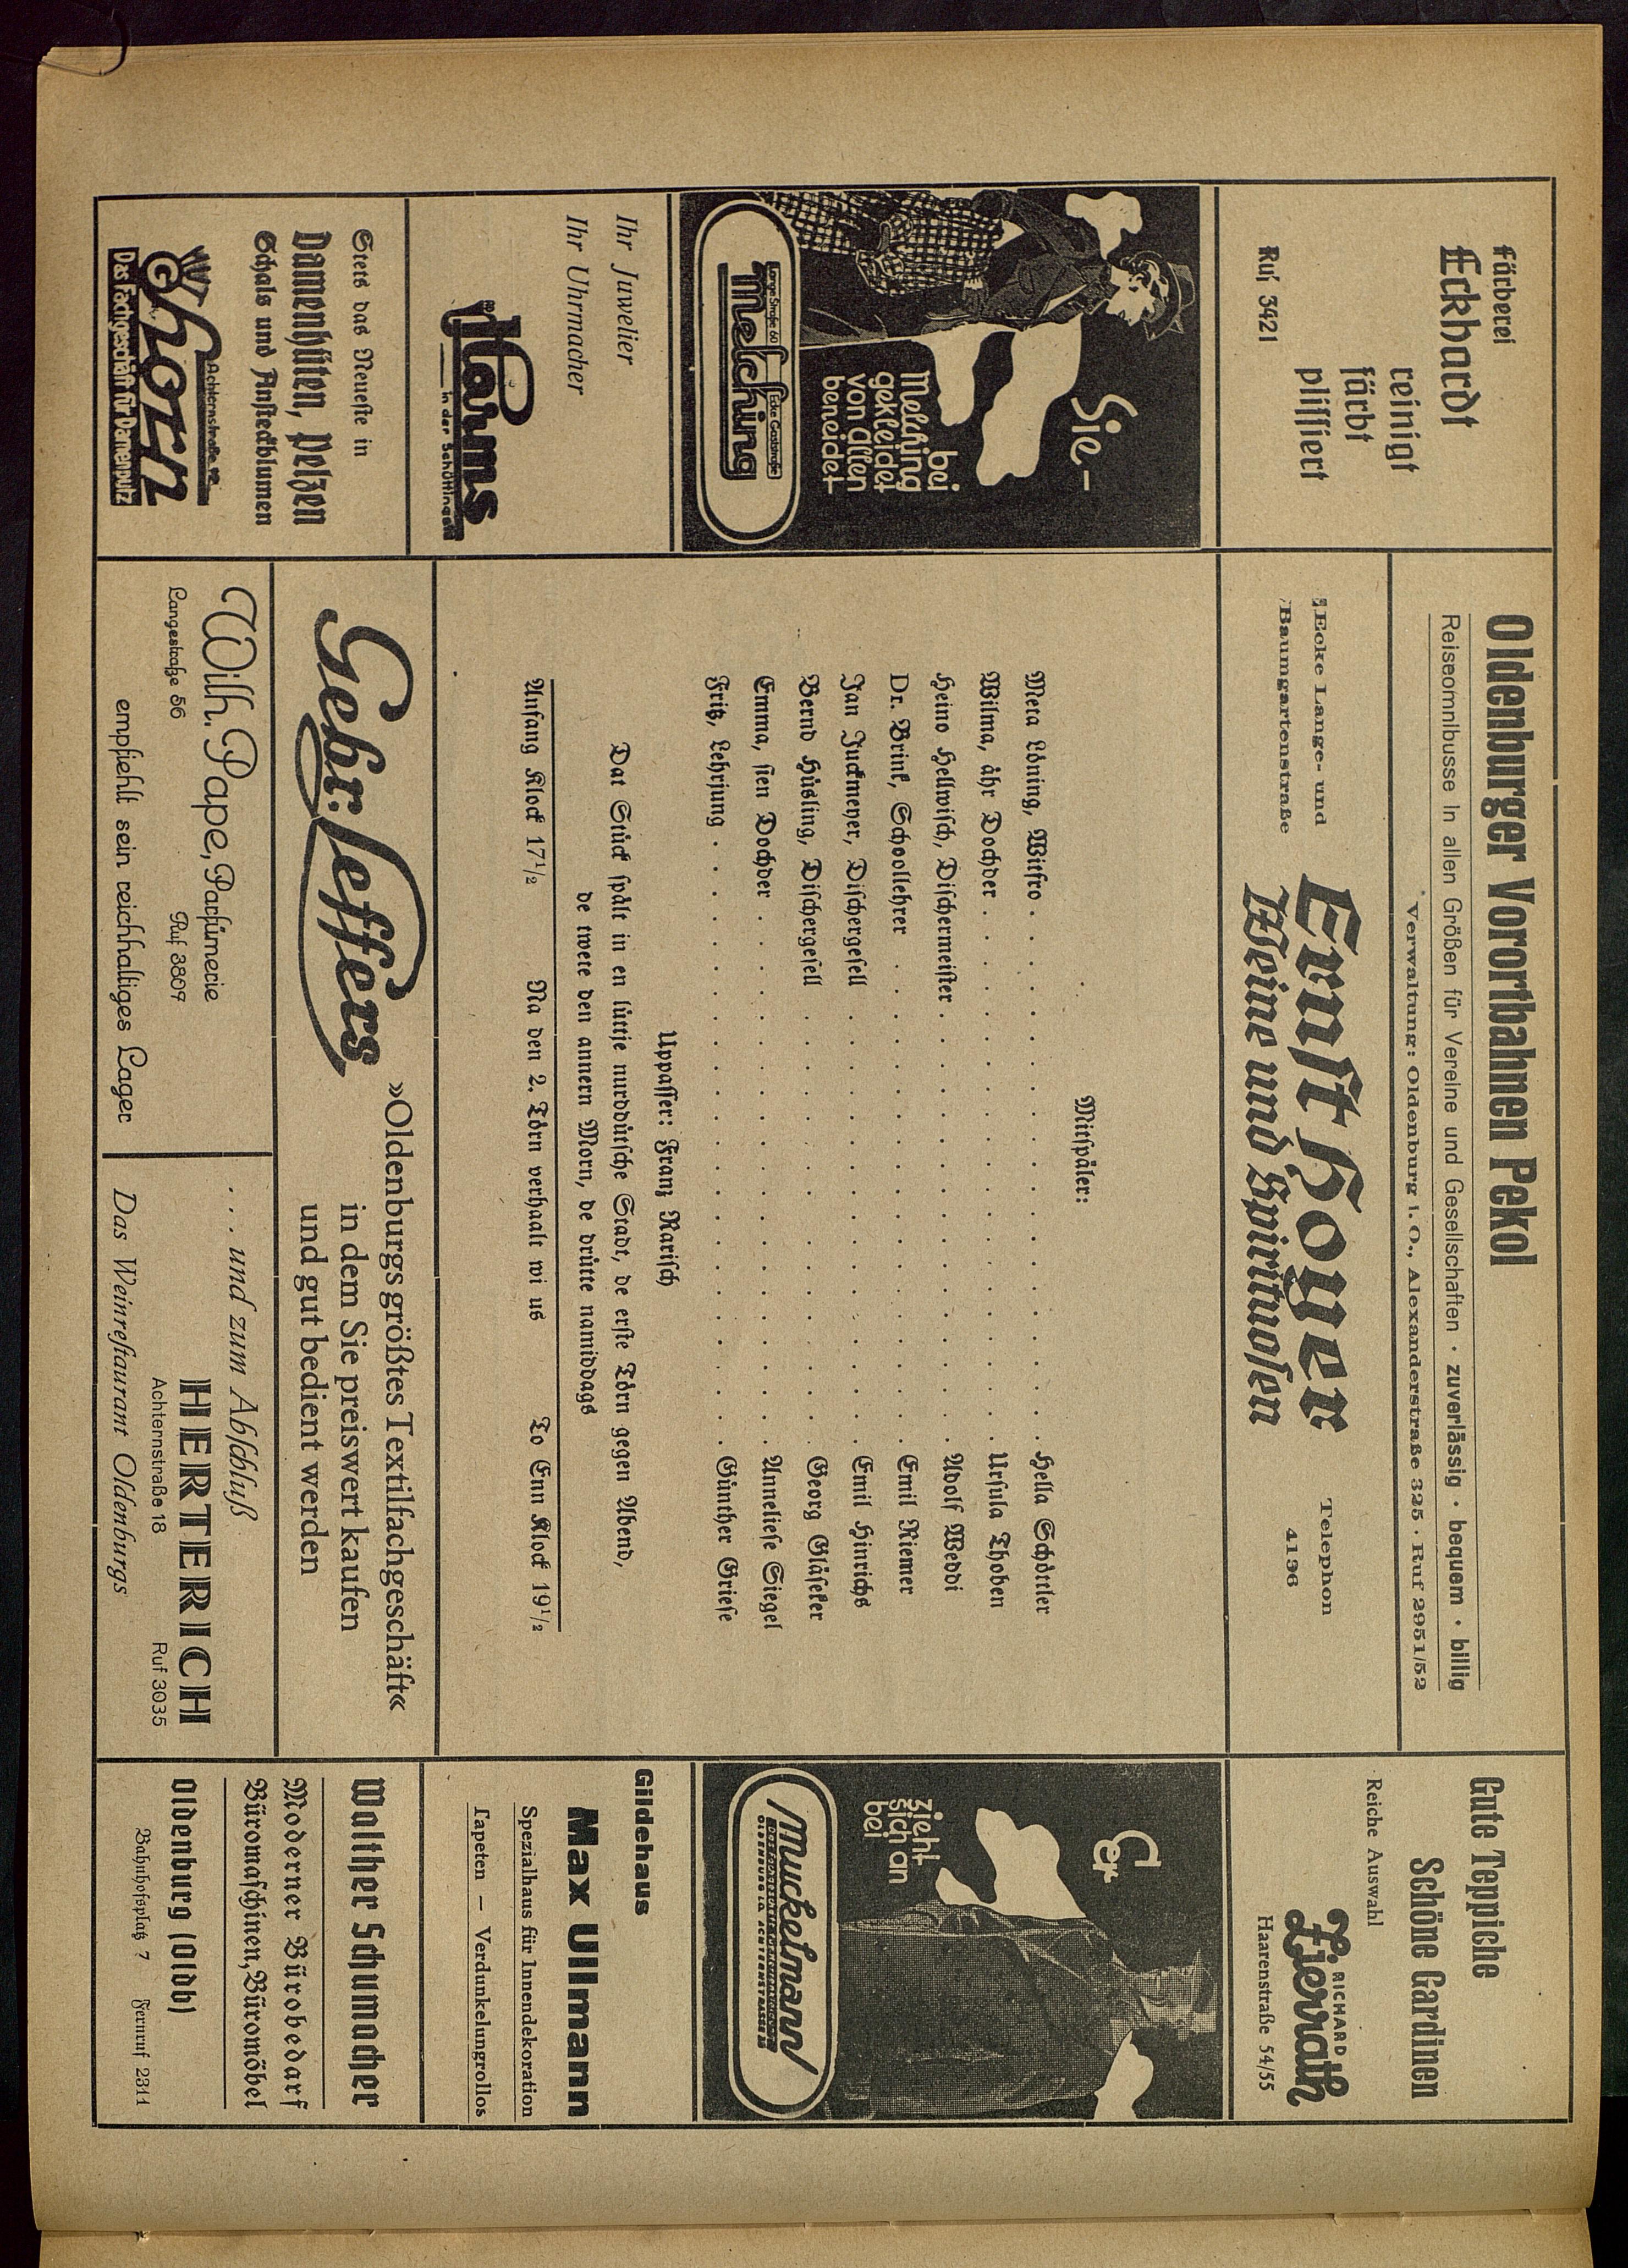 Färberei
Eckhardt
reinigt
färbt
plissiert
Ruf 3421
Sie-
bei
Melching
gekleidet
von allen
beneidet
Lange Straße 60 Ecke Gaststraße
Melching
Ihr Juwelier
Ihr Uhrmacher
Harms
in der Schüttingstr.
Stets das Neueste in
Damenhüten, Pelzen
Schals und Ansteckblumen
Achternstraße
Horn
Das Fachgeschäft für Damenputz
Oldenburger Vorortbahnen Pekol
Reiseomnibusse in allen Größen für Vereine und Gesellschaften · zuverlässig · bequem · billig
Verwaltung: Oldenburg i. O., Alexanderstraße 325 · Ruf 2951/52
Ecke Lange- und
Baumgartenstraße
Ernst Hoyer
Weine und Spirituosen
Telephon
4196
Mitspäler:
Meta Löning, Witfro . . . Hella Schöttler
Wilma, ähr Dochder . . . Ursula Thoben
Heino Hellwisch, Dischermeister . . . Adolf Weddi
Dr. Brink, Schoollehrer . . . Emil Riemer
Jan Juckmeyer, Dischergesell . . . Emil Hinrichs
Bernd Hüsling, Dischergesell . . . Georg Gläseker
Emma, sien Dochder . . . Anneliese Siegel
Fritz, Lehrjung . . . Günther Griese
Uppasser: Franz Rarisch
Dat Stück spält in en lüttje nurddütsche Stadt, de erste Törn gegen Abend,
de twete den annern Morn, de drütte namiddags
Anfang Klock 17½ Na den 2. Törn verhaalt wi us To Enn Klock 19½
Gebr. Leffers
»Oldenburgs größtes Textilfachgeschäft«
in dem Sie preiswert kaufen
und gut bedient werden
Wilh. Pape, Parfümerie
Langestraße 56 Ruf 3809
empfiehlt sein reichhaltiges Lager
. . . und zum Abschluß
HERTERICH
Achternstraße 18 Ruf 3035
Das Weinrestaurant Oldenburgs
Gute Teppiche
Schöne Gardinen
Reiche Auswahl
RICHARD
Zierrath
Haarenstraße 54/55
Er
zieht
sich an
bei
Muckelmann
Gildehaus
Max Ullmann
Spezialhaus für Innendekoration
Tapeten — Verdunkelungrollos
Walther Schumacher
Moderner Bürobedarf
Büromaschinen, Büromöbel
Oldenburg (Oldb)
Bahnhofsplatz 7 Fernruf 2311